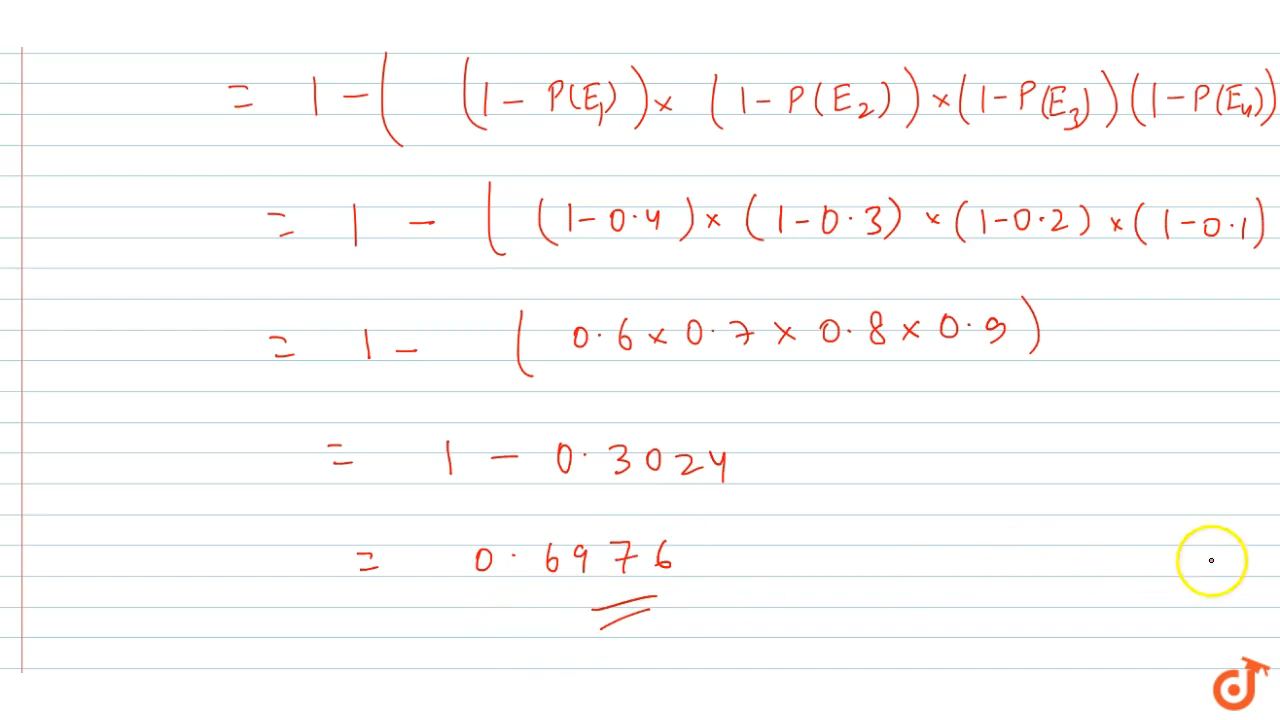 = 1 - ( (1 - P(E1)) × (1 - P(E2)) × (1 - P(E3)) (1 - P(E4))
= 1 - ( (1 - 0.4) × (1 - 0.3) × (1 - 0.2) × (1 - 0.1)
= 1 - ( 0.6 × 0.7 × 0.8 × 0.9 )
= 1 - 0.3024
= 0.6976